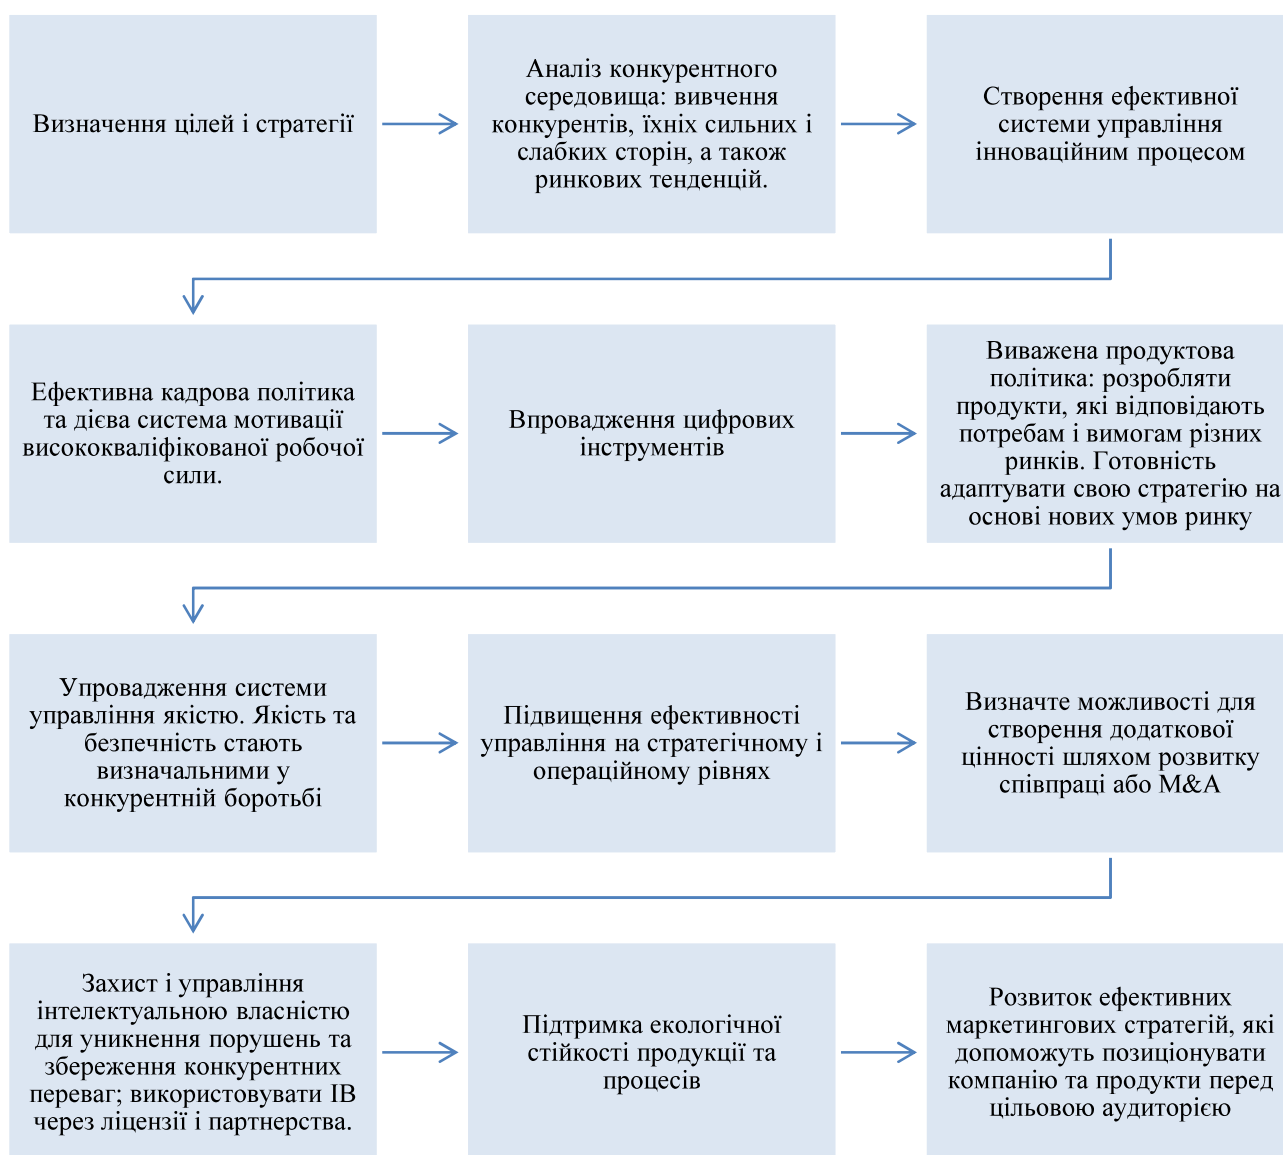 Визначення цілей і стратегії
Аналіз конкурентного
середовища: вивчення
конкурентів, їхніх сильних і
слабких сторін, а також
ринкових тенденцій.
Створення ефективної
системи управління
інноваційним процесом
Ефективна кадрова політика
та дієва система мотивації
висококваліфікованої робочої
сили.
Впровадження цифрових
інструментів
Виважена продуктова
політика: розробляти
продукти, які відповідають
потребам і вимогам різних
ринків. Готовність
адаптувати свою стратегію на
основі нових умов ринку
Упровадження системи
управління якістю. Якість та
безпечність стають
визначальними у
конкурентній боротьбі
Підвищення ефективності
управління на стратегічному і
операційному рівнях
Визначте можливості для
створення додаткової
цінності шляхом розвитку
співпраці або M&A
Захист і управління
інтелектуальною власністю
для уникнення порушень та
збереження конкурентних
переваг; використовувати ІВ
через ліцензії і партнерства.
Підтримка екологічної
стійкості продукції та
процесів
Розвиток ефективних
маркетингових стратегій, які
допоможуть позиціонувати
компанію та продукти перед
цільовою аудиторією